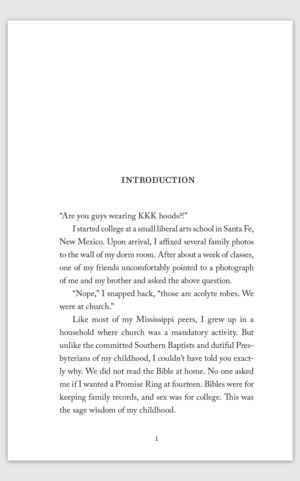 INTRODUCTION
“Are you guys wearing KKK hoods?!”
I started college at a small liberal arts school in Santa Fe,
New Mexico. Upon arrival, I affixed several family photos
to the wall of my dorm room. After about a week of classes,
one of my friends uncomfortably pointed to a photograph
of me and my brother and asked the above question.
“Nope,” I snapped back, “those are acolyte robes. We
were at church.”
Like most of my Mississippi peers, I grew up in a
household where church was a mandatory activity. But
unlike the committed Southern Baptists and dutiful Pres-
byterians of my childhood, I couldn’t have told you exact-
ly why. We did not read the Bible at home. No one asked
me if I wanted a Promise Ring at fourteen. Bibles were for
keeping family records, and sex was for college. This was
the sage wisdom of my childhood.
1